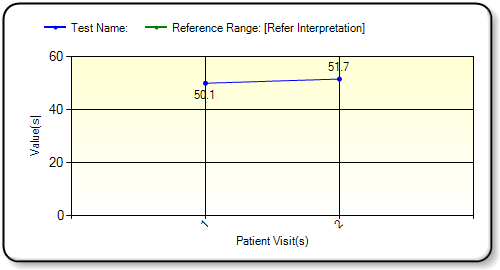 Test Name: Reference Range: [Refer Interpretation]
60
51.7
50.1
40
20
0
Value(s)
1 2
Patient Visit(s)